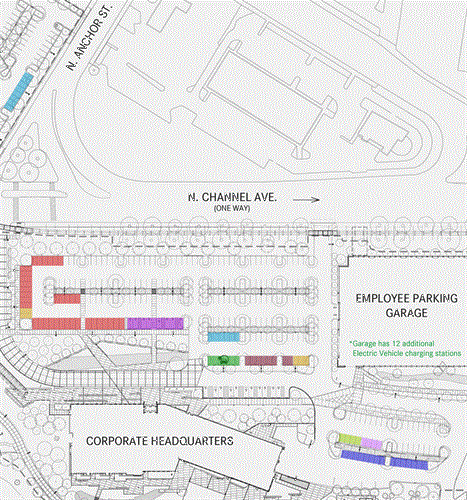 N. ANCHOR ST.
N. CHANNEL AVE.
(ONE WAY)
EMPLOYEE PARKING
GARAGE
*Garage has 12 additional
Electric Vehicle charging stations
CORPORATE HEADQUARTERS